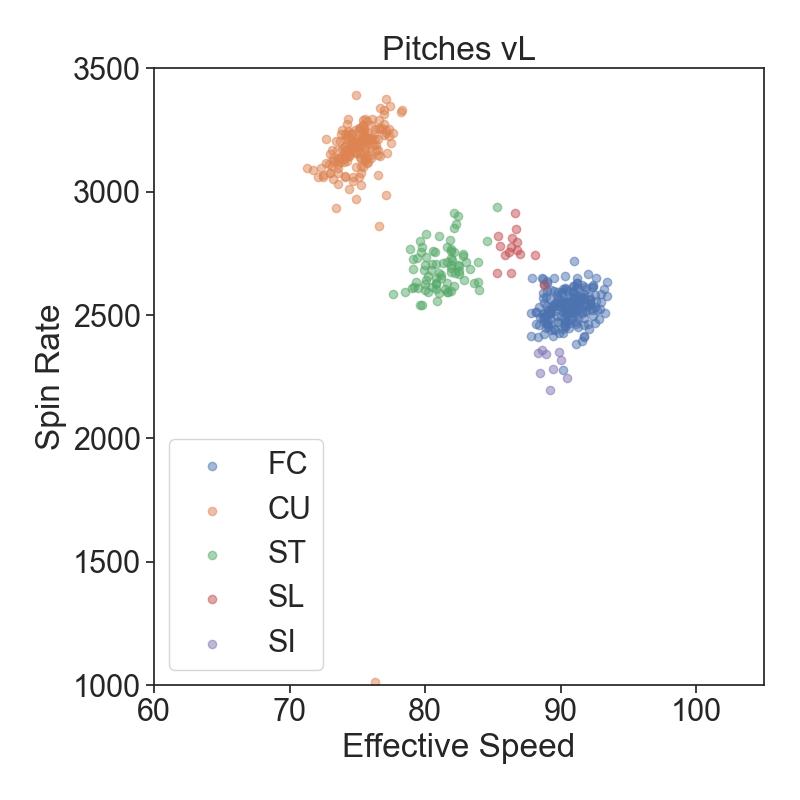 Pitches vL
3500
3000
2500
2000
1500
1000
Spin Rate
FC
CU
ST
SL
SI
60 70 80 90 100
Effective Speed